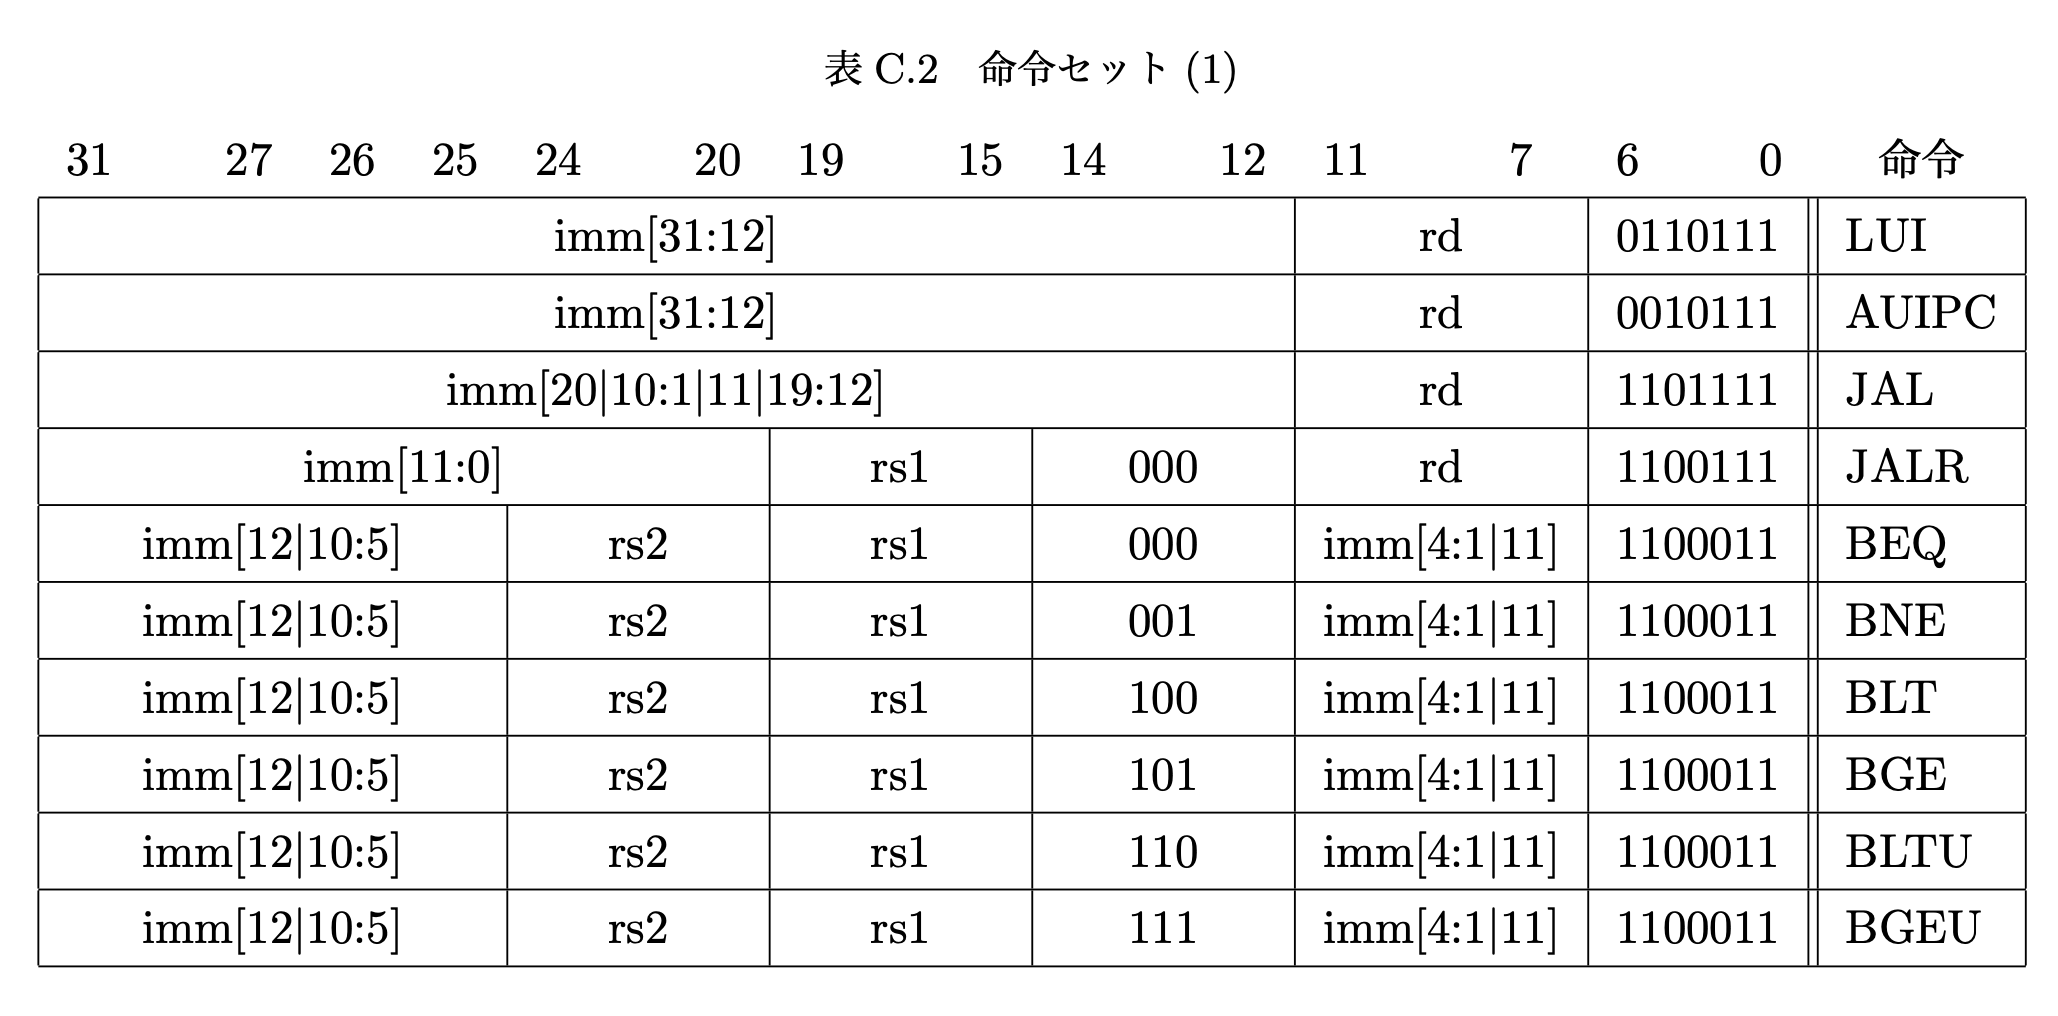 表 C.2　命令セット (1)
31 27 26 25 24 20 19 15 14 12 11 7 6 0 命令
imm[31:12] rd 0110111 LUI
imm[31:12] rd 0010111 AUIPC
imm[20|10:1|11|19:12] rd 1101111 JAL
imm[11:0] rs1 000 rd 1100111 JALR
imm[12|10:5] rs2 rs1 000 imm[4:1|11] 1100011 BEQ
imm[12|10:5] rs2 rs1 001 imm[4:1|11] 1100011 BNE
imm[12|10:5] rs2 rs1 100 imm[4:1|11] 1100011 BLT
imm[12|10:5] rs2 rs1 101 imm[4:1|11] 1100011 BGE
imm[12|10:5] rs2 rs1 110 imm[4:1|11] 1100011 BLTU
imm[12|10:5] rs2 rs1 111 imm[4:1|11] 1100011 BGEU